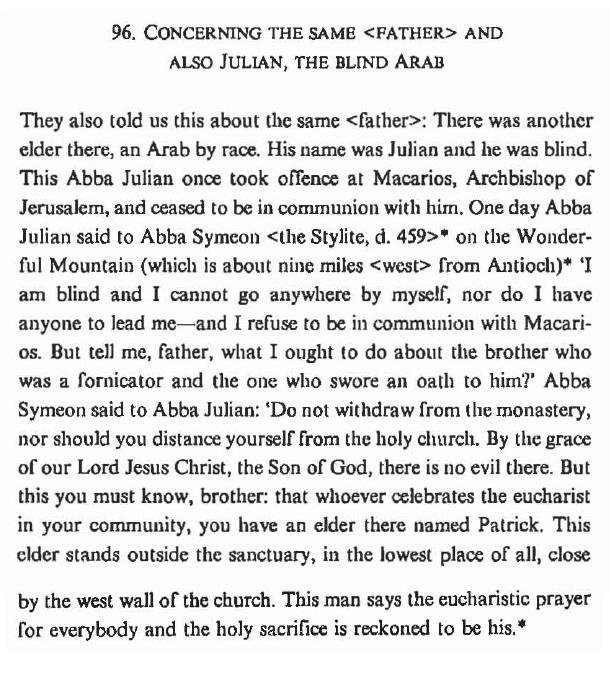 96. CONCERNING THE SAME <FATHER> AND
ALSO JULIAN, THE BLIND ARAB
They also told us this about the same <father>: There was another
elder there, an Arab by race. His name was Julian and he was blind.
This Abba Julian once took offence at Macarios, Archbishop of
Jerusalem, and ceased to be in communion with him. One day Abba
Julian said to Abba Symeon <the Stylite, d. 459>* on the Wonder-
ful Mountain (which is about nine miles <west> from Antioch)* ‘I
am blind and I cannot go anywhere by myself, nor do I have
anyone to lead me—and I refuse to be in communion with Macari-
os. But tell me, father, what I ought to do about the brother who
was a fornicator and the one who swore an oath to him?’ Abba
Symeon said to Abba Julian: ‘Do not withdraw from the monastery,
nor should you distance yourself from the holy church. By the grace
of our Lord Jesus Christ, the Son of God, there is no evil there. But
this you must know, brother: that whoever celebrates the eucharist
in your community, you have an elder there named Patrick. This
elder stands outside the sanctuary, in the lowest place of all, close
by the west wall of the church. This man says the eucharistic prayer
for everybody and the holy sacrifice is reckoned to be his.*